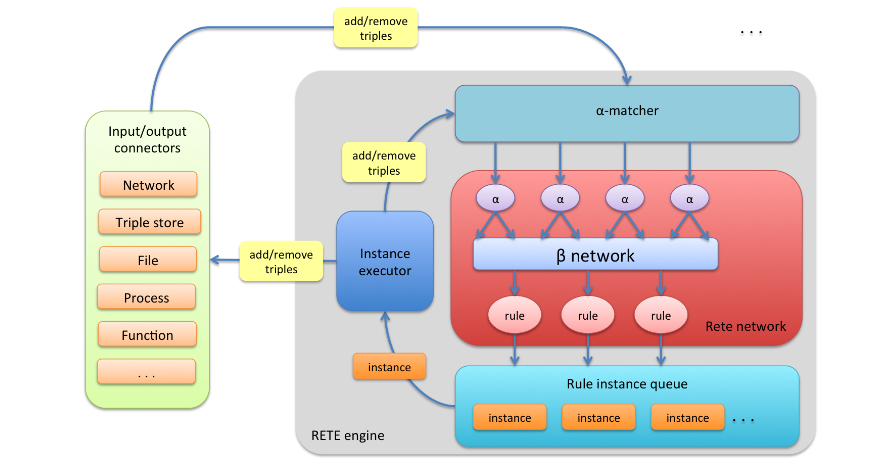 add/remove
triples
. . .
Input/output
connectors
Network
Triple store
File
Process
Function
. . .
α-matcher
add/remove
triples
α α α α
Instance
executor
add/remove
triples
β network
rule rule rule
Rete network
instance
Rule instance queue
instance instance instance . . .
RETE engine